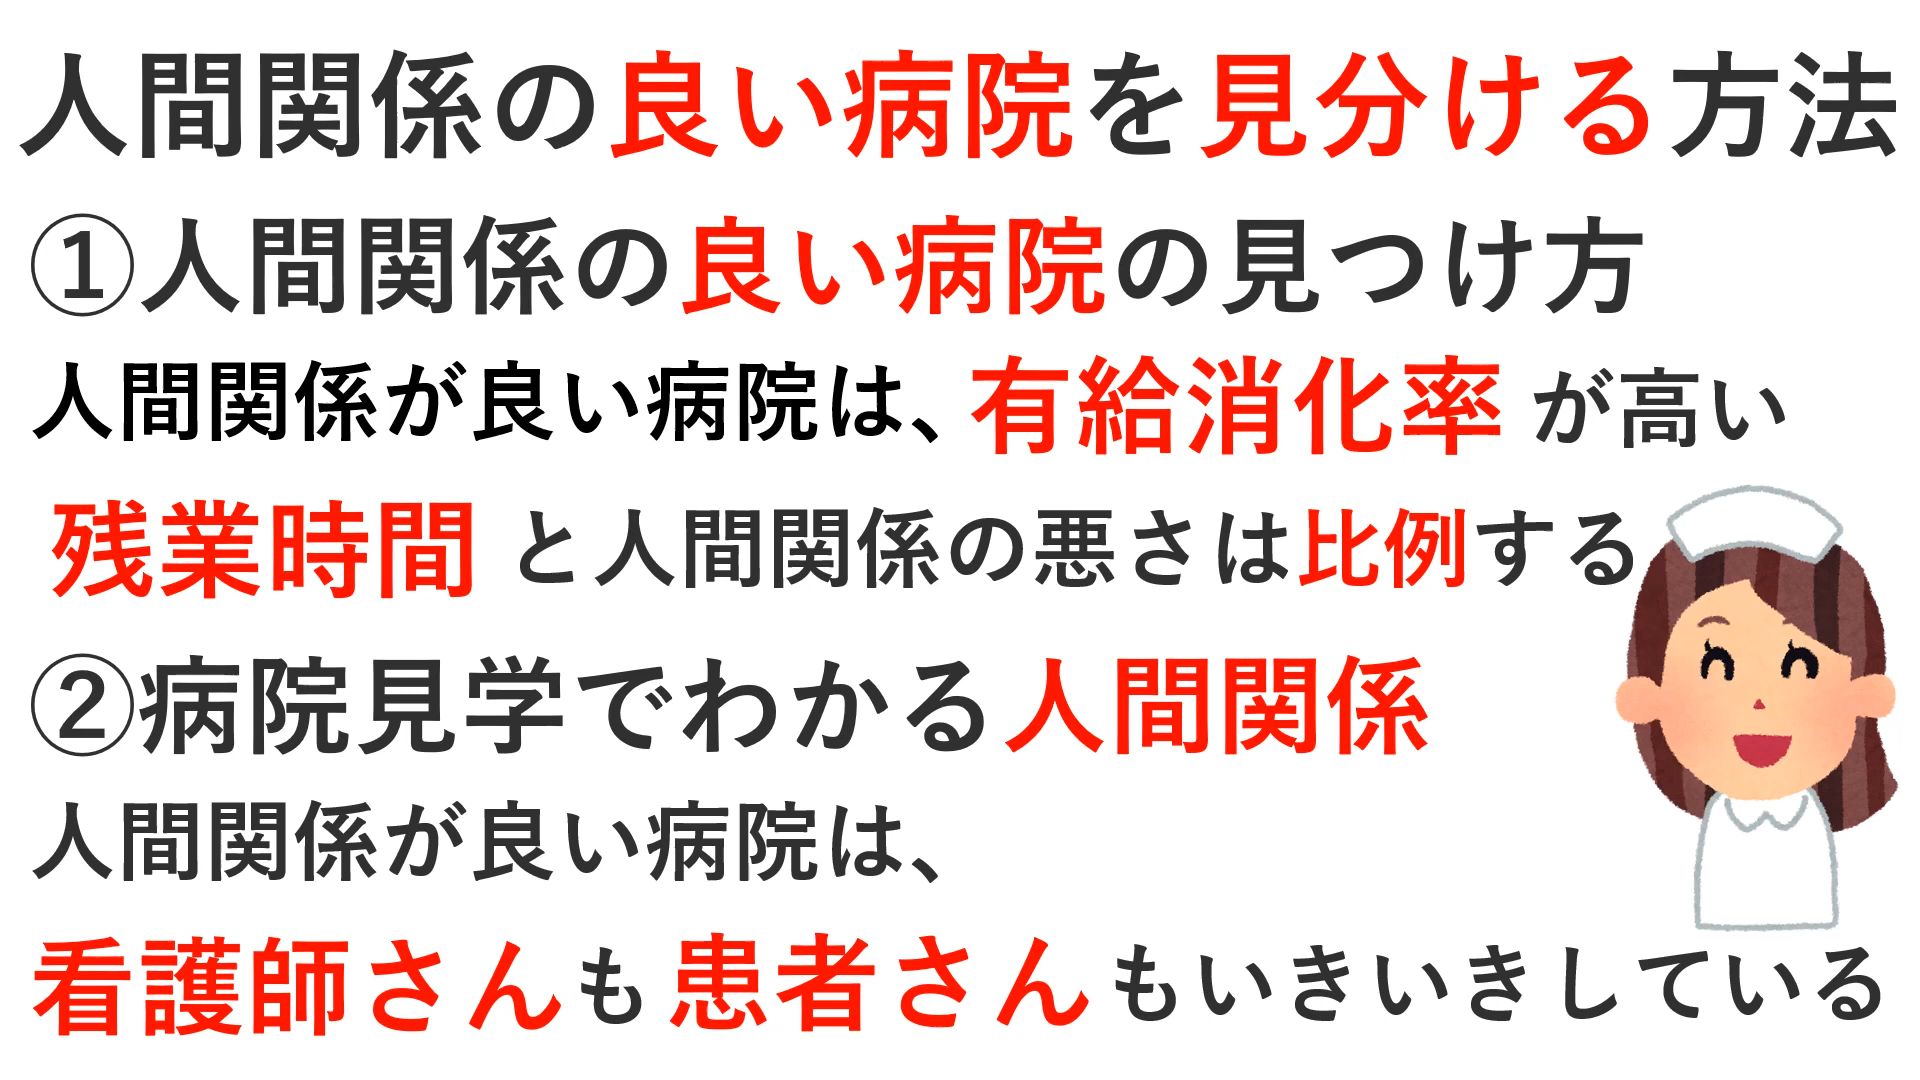 人間関係の良い病院を見分ける方法
①人間関係の良い病院の見つけ方
人間関係が良い病院は、有給消化率が高い
残業時間と人間関係の悪さは比例する
②病院見学でわかる人間関係
人間関係が良い病院は、
看護師さんも患者さんもいきいきしている